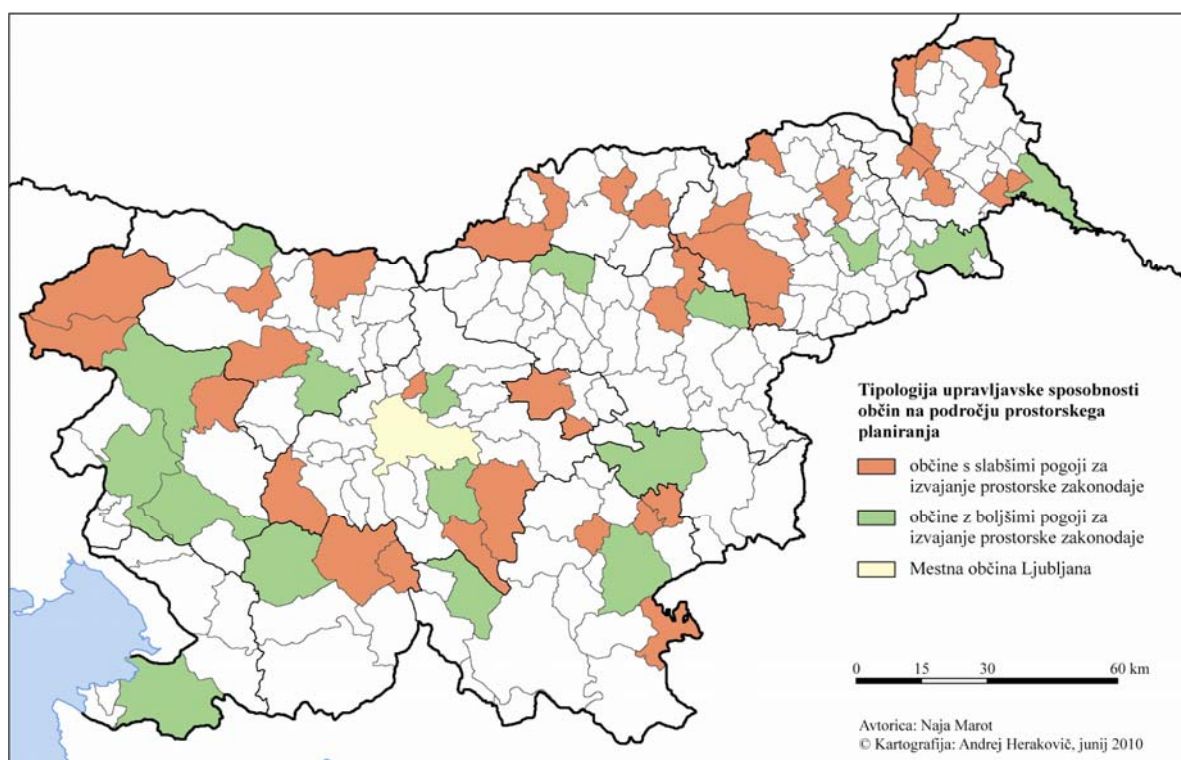 Tipologija upravljavske sposobnosti
občin na področju prostorskega
planiranja
občine s slabšimi pogoji za
izvajanje prostorske zakonodaje
občine z boljšimi pogoji za
izvajanje prostorske zakonodaje
Mestna občina Ljubljana
0 15 30 60 km
Avtorica: Naja Marot
© Kartografija: Andrej Herakovič, junij 2010